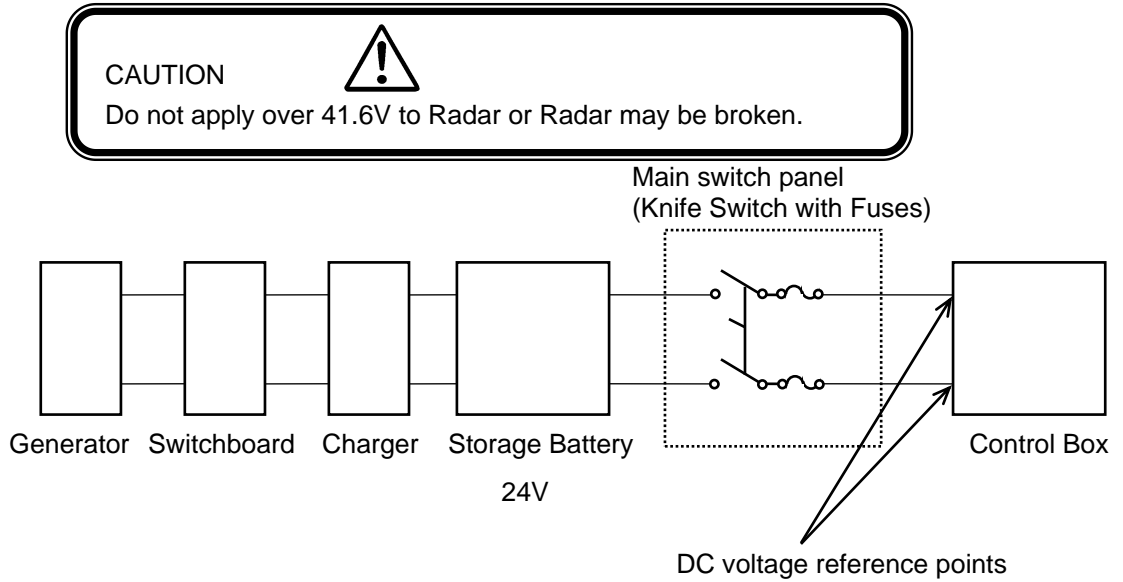 CAUTION
Do not apply over 41.6V to Radar or Radar may be broken.
Main switch panel
(Knife Switch with Fuses)
Generator Switchboard Charger Storage Battery Control Box
24V
DC voltage reference points